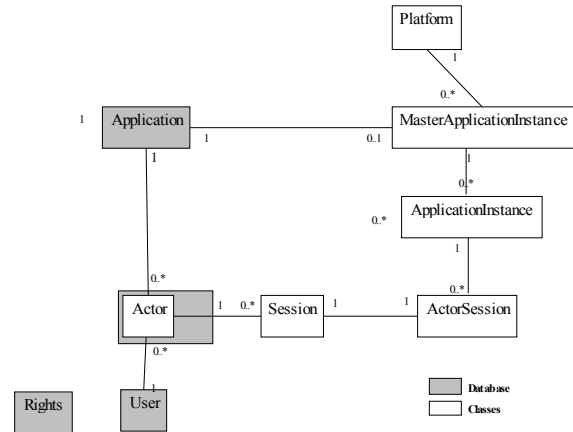 Platform
1
0..*
1
Application
1
0..1
MasterApplicationInstance
1
1
0..*
ApplicationInstance
0..*
1
0..*
0..*
Actor
1
0..*
Session
1
1
ActorSession
0..*
1
Rights
User
Database
Classes